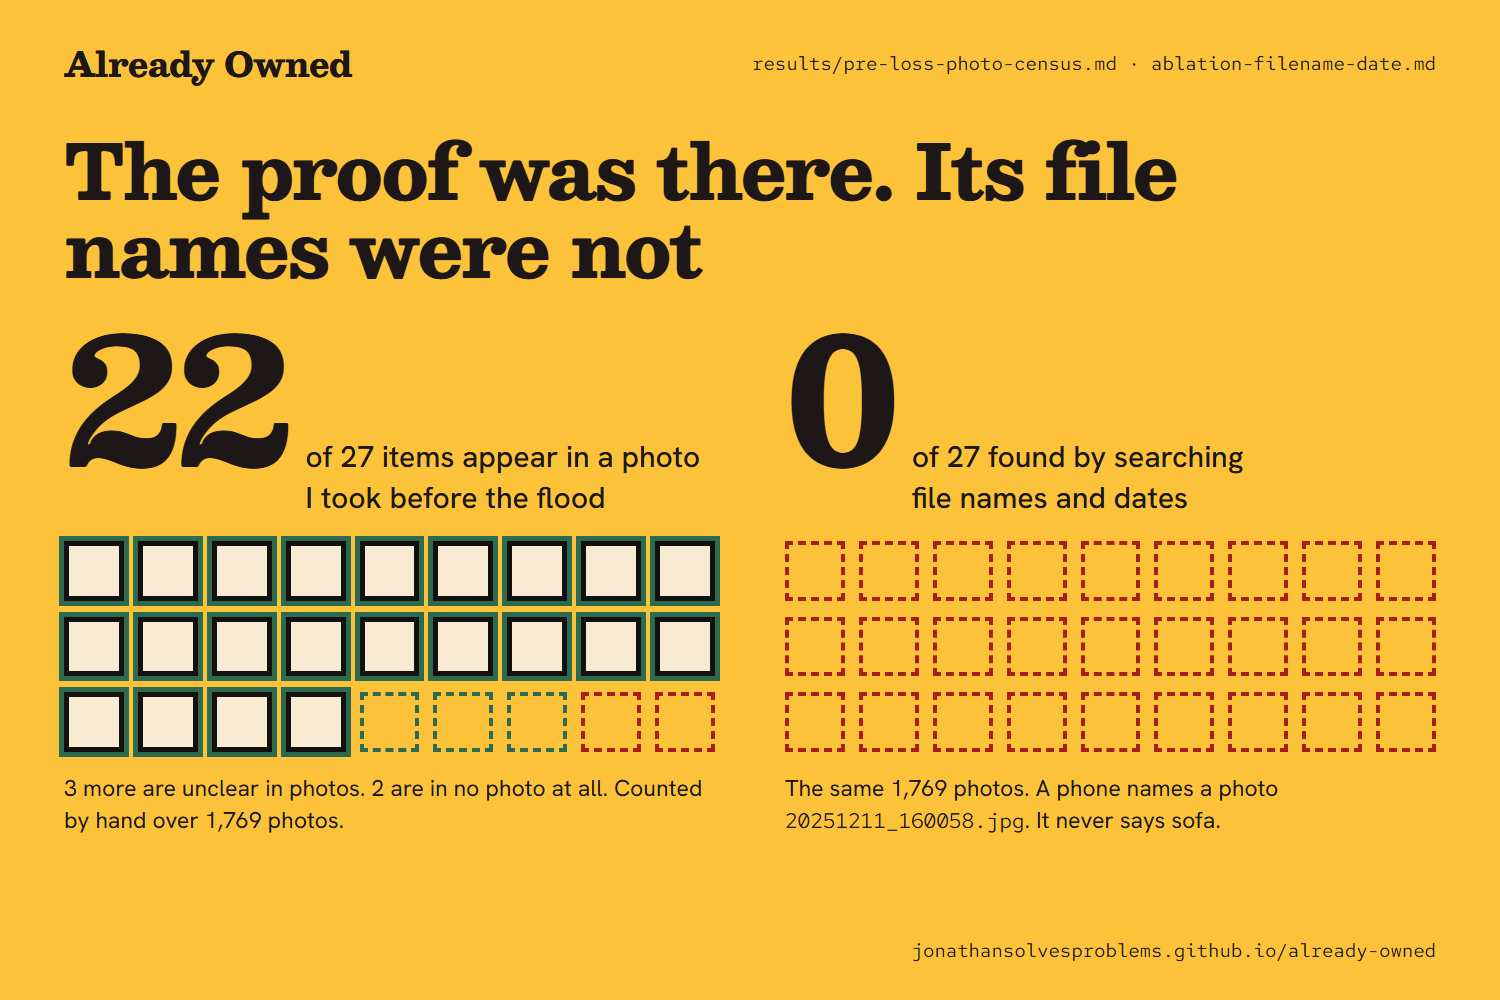 Already Owned
results/pre-loss-photo-census.md · ablation-filename-date.md
The proof was there. Its file
names were not
22
of 27 items appear in a photo
I took before the flood
0
of 27 found by searching
file names and dates
3 more are unclear in photos. 2 are in no photo at all. Counted
by hand over 1,769 photos.
The same 1,769 photos. A phone names a photo
20251211_160058.jpg. It never says sofa.
jonathansolvesproblems.github.io/already-owned